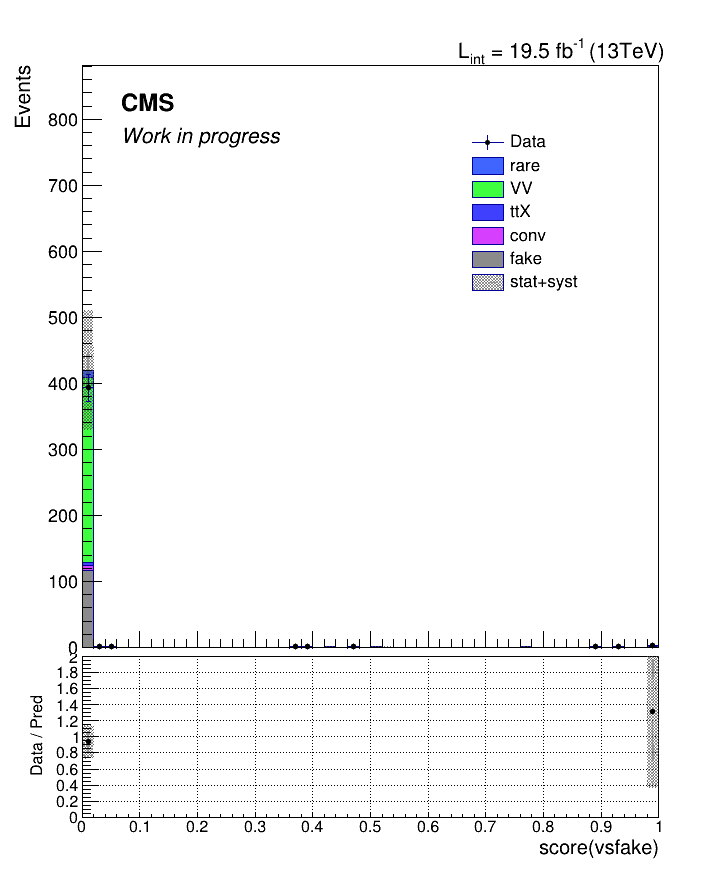 L_int = 19.5 fb^-1 (13TeV)
Events
CMS
Work in progress
Data
rare
VV
ttX
conv
fake
stat+syst
800
700
600
500
400
300
200
100
0
Data / Pred
2
1.8
1.6
1.4
1.2
1
0.8
0.6
0.4
0.2
0
0 0.1 0.2 0.3 0.4 0.5 0.6 0.7 0.8 0.9 1
score(vsfake)